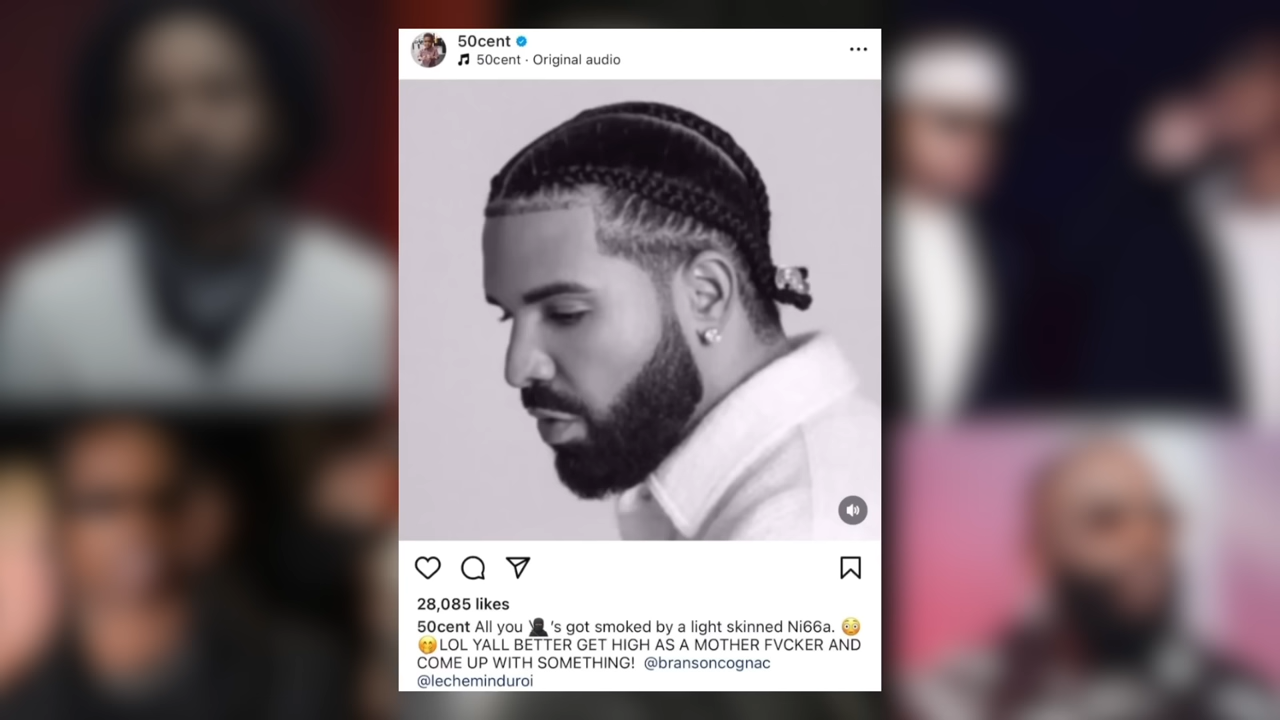 50cent
50cent · Original audio
28,085 likes
50cent All you 👤's got smoked by a light skinned Ni66a. 😳
🤭LOL YALL BETTER GET HIGH AS A MOTHER FVCKER AND
COME UP WITH SOMETHING! @bransoncognac
@lecheminduroi